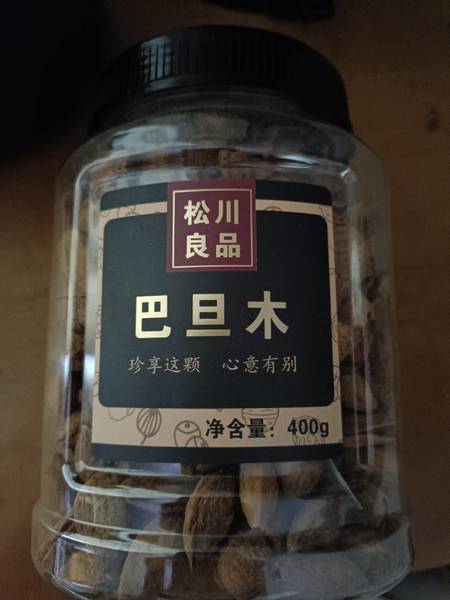 松川
良品
巴旦木
珍享这颗 心意有别
净含量：400g